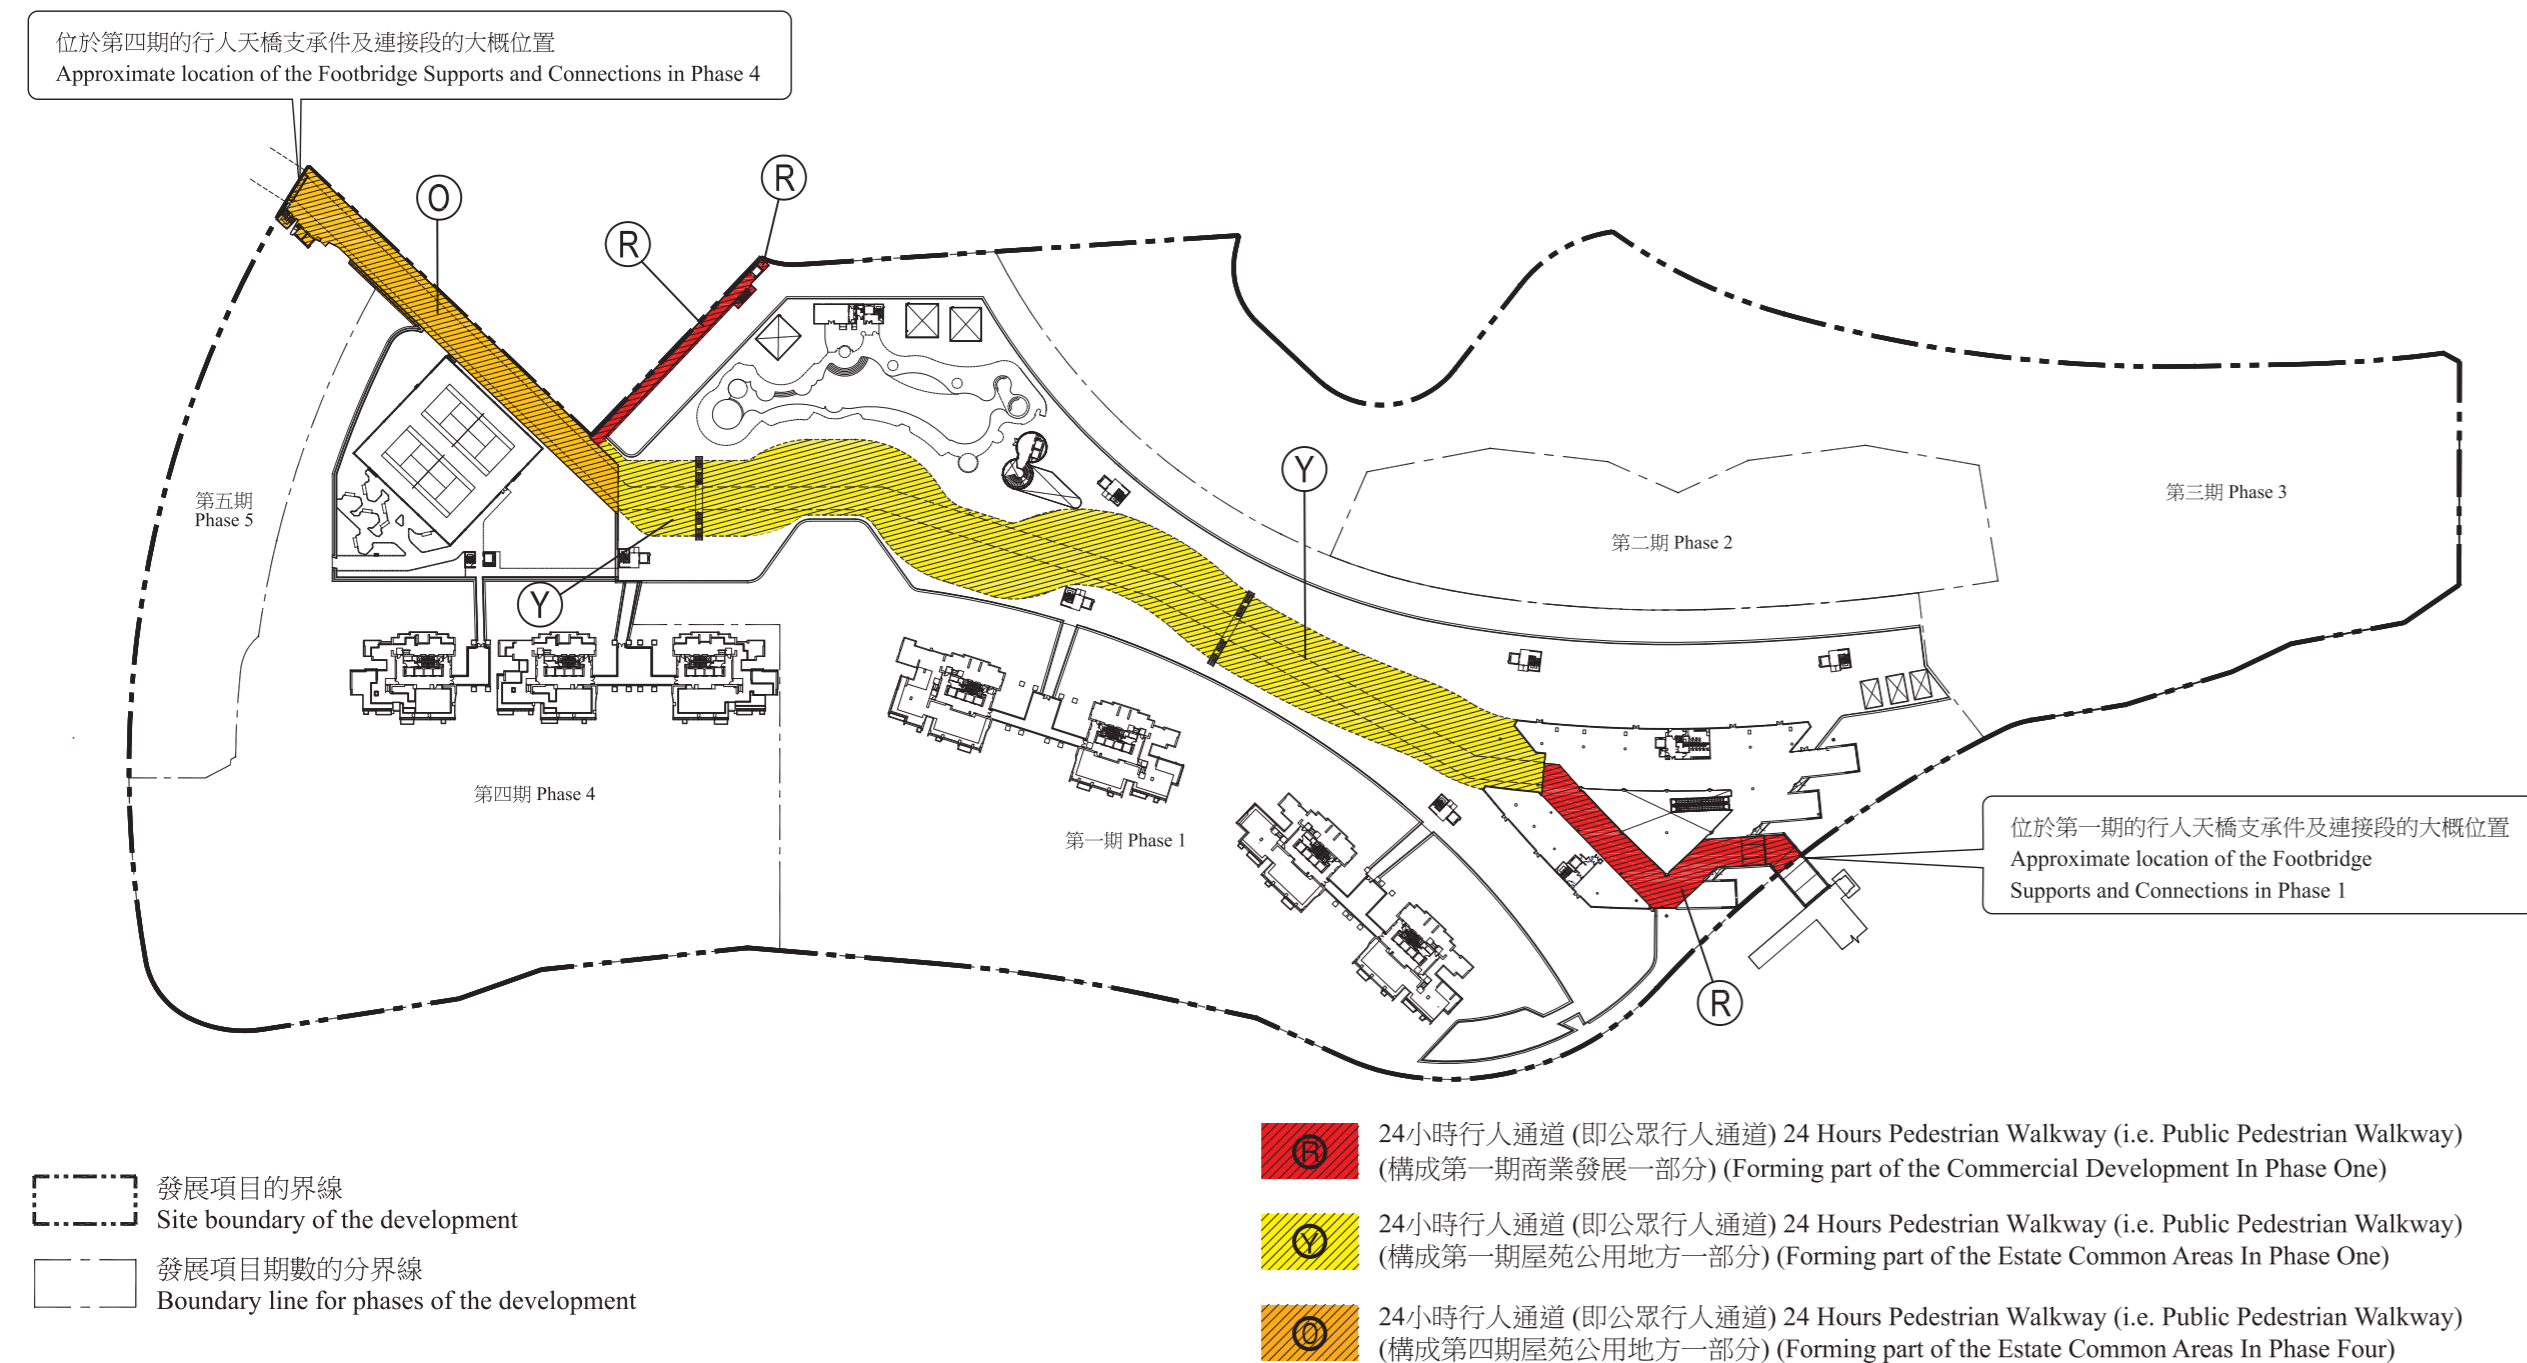 位於第四期的行人天橋支承件及連接段的大概位置
Approximate location of the Footbridge Supports and Connections in Phase 4
O
R
R
Y
第五期
Phase 5
第三期 Phase 3
第二期 Phase 2
Y
第四期 Phase 4
第一期 Phase 1
位於第一期的行人天橋支承件及連接段的大概位置
Approximate location of the Footbridge
Supports and Connections in Phase 1
R
發展項目的界線
Site boundary of the development
發展項目期數的分界線
Boundary line for phases of the development
R
24小時行人通道 (即公眾行人通道) 24 Hours Pedestrian Walkway (i.e. Public Pedestrian Walkway)
(構成第一期商業發展一部分) (Forming part of the Commercial Development In Phase One)
Y
24小時行人通道 (即公眾行人通道) 24 Hours Pedestrian Walkway (i.e. Public Pedestrian Walkway)
(構成第一期屋苑公用地方一部分) (Forming part of the Estate Common Areas In Phase One)
O
24小時行人通道 (即公眾行人通道) 24 Hours Pedestrian Walkway (i.e. Public Pedestrian Walkway)
(構成第四期屋苑公用地方一部分) (Forming part of the Estate Common Areas In Phase Four)